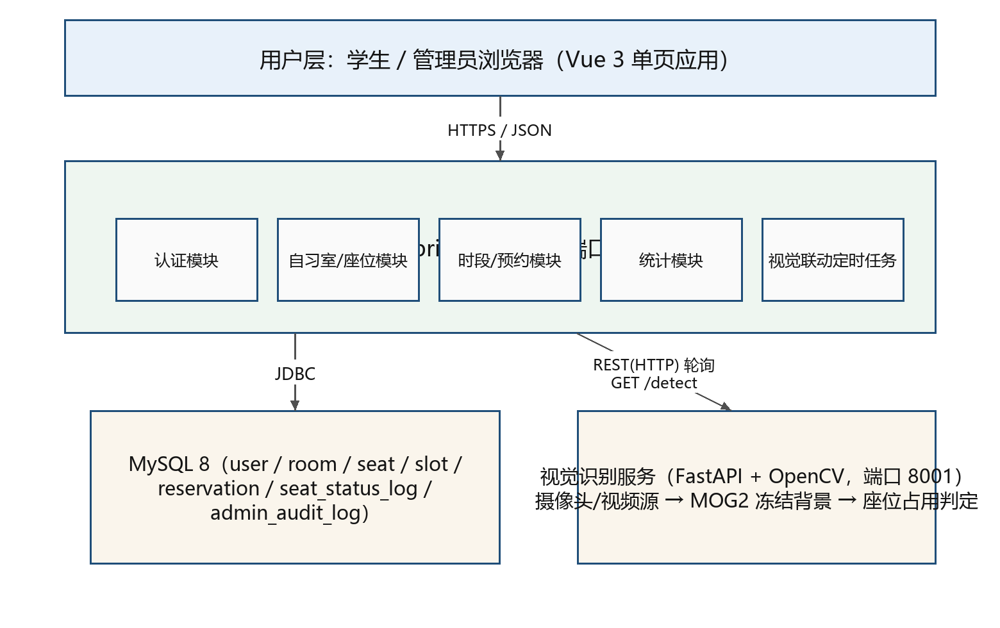 用户层：学生 / 管理员浏览器（Vue 3 单页应用）
HTTPS / JSON
认证模块
自习室/座位模块
时段/预约模块
统计模块
视觉联动定时任务
JDBC
REST(HTTP) 轮询
GET /detect
MySQL 8（user / room / seat / slot /
reservation / seat_status_log /
admin_audit_log）
视觉识别服务（FastAPI + OpenCV，端口 8001）
摄像头/视频源 → MOG2 冻结背景 → 座位占用判定